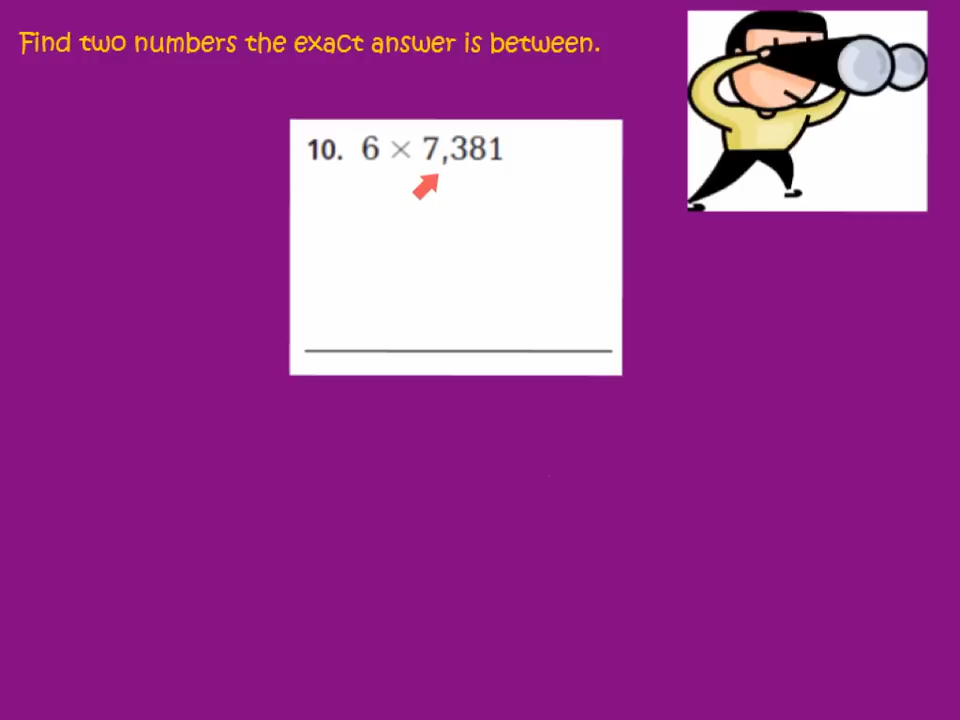 Find two numbers the exact answer is between.
10. 6 × 7,381